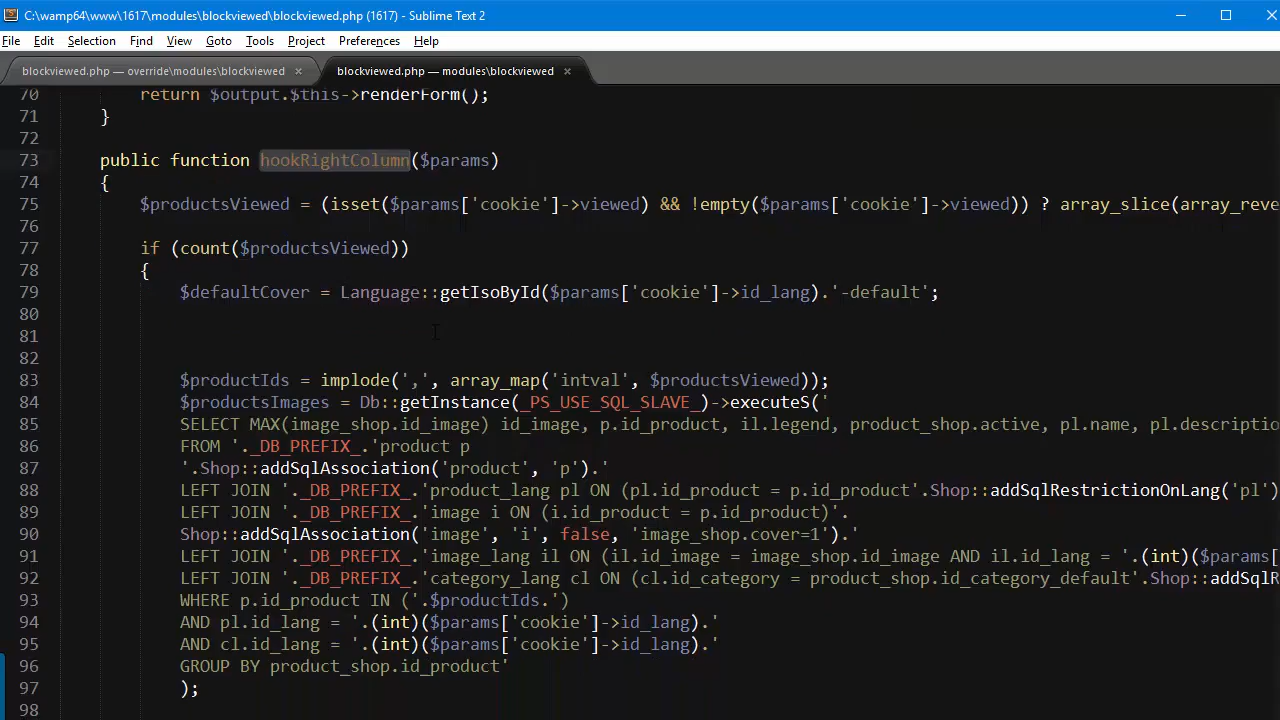 C:\wamp64\www\1617\modules\blockviewed\blockviewed.php (1617) - Sublime Text 2
File Edit Selection Find View Goto Tools Project Preferences Help
blockviewed.php — override\modules\blockviewed × blockviewed.php — modules\blockviewed ×
70 return $output.$this->renderForm();
71 }
72
73 public function hookRightColumn($params)
74 {
75 $productsViewed = (isset($params['cookie']->viewed) && !empty($params['cookie']->viewed)) ? array_slice(array_reve
76
77 if (count($productsViewed))
78 {
79 $defaultCover = Language::getIsoById($params['cookie']->id_lang).'-default';
80
81
82
83 $productIds = implode(',', array_map('intval', $productsViewed));
84 $productsImages = Db::getInstance(_PS_USE_SQL_SLAVE_)->executeS('
85 SELECT MAX(image_shop.id_image) id_image, p.id_product, il.legend, product_shop.active, pl.name, pl.descriptio
86 FROM '._DB_PREFIX_.'product p
87 '.Shop::addSqlAssociation('product', 'p').'
88 LEFT JOIN '._DB_PREFIX_.'product_lang pl ON (pl.id_product = p.id_product'.Shop::addSqlRestrictionOnLang('pl')
89 LEFT JOIN '._DB_PREFIX_.'image i ON (i.id_product = p.id_product)'.
90 Shop::addSqlAssociation('image', 'i', false, 'image_shop.cover=1').'
91 LEFT JOIN '._DB_PREFIX_.'image_lang il ON (il.id_image = image_shop.id_image AND il.id_lang = '.(int)($params[
92 LEFT JOIN '._DB_PREFIX_.'category_lang cl ON (cl.id_category = product_shop.id_category_default'.Shop::addSqlR
93 WHERE p.id_product IN ('.$productIds.')
94 AND pl.id_lang = '.(int)($params['cookie']->id_lang).'
95 AND cl.id_lang = '.(int)($params['cookie']->id_lang).'
96 GROUP BY product_shop.id_product'
97 );
98